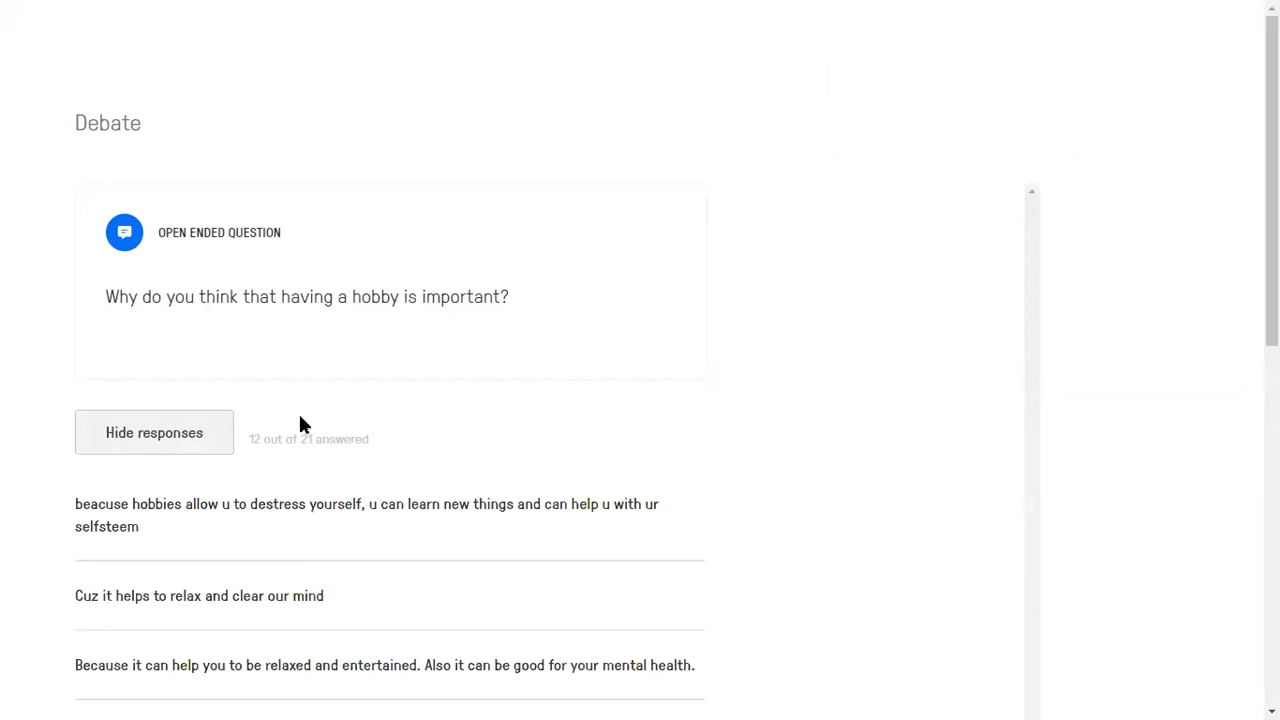 Debate
OPEN ENDED QUESTION
Why do you think that having a hobby is important?
Hide responses
12 out of 21 answered
beacuse hobbies allow u to destress yourself, u can learn new things and can help u with ur
selfsteem
Cuz it helps to relax and clear our mind
Because it can help you to be relaxed and entertained. Also it can be good for your mental health.